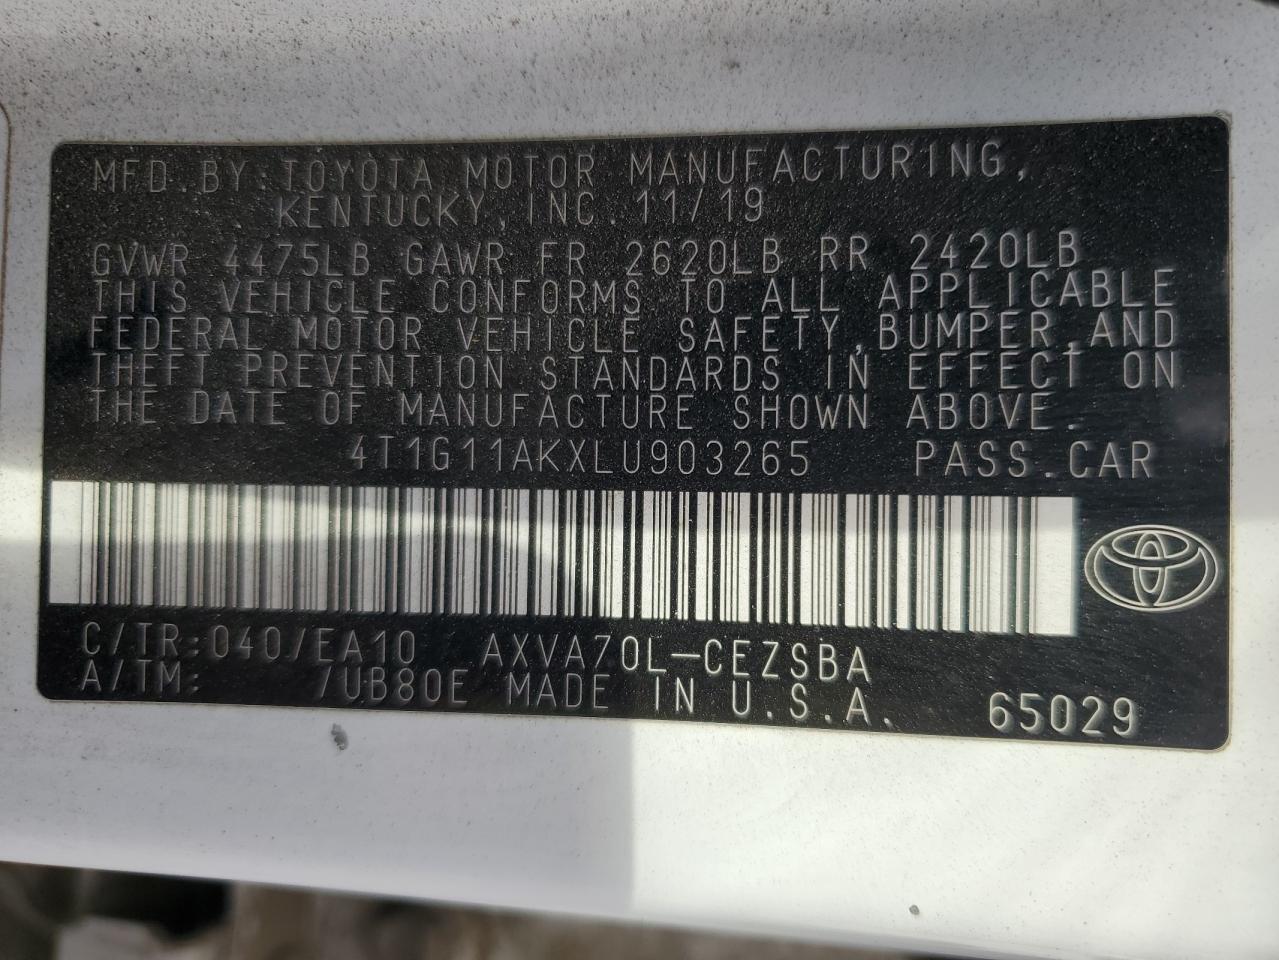 MFD.BY:TOYOTA MOTOR MANUFACTURING,
KENTUCKY,INC. 11/19
GVWR 4475LB GAWR FR 2620LB RR 2420LB
THIS VEHICLE CONFORMS TO ALL APPLICABLE
FEDERAL MOTOR VEHICLE SAFETY,BUMPER,AND
THEFT PREVENTION STANDARDS IN EFFECT ON
THE DATE OF MANUFACTURE SHOWN ABOVE.
4T1G11AKXLU903265 PASS.CAR
C/TR:040/EA10 AXVA70L-CEZSBA
A/TM: /UB80E MADE IN U.S.A. 65029